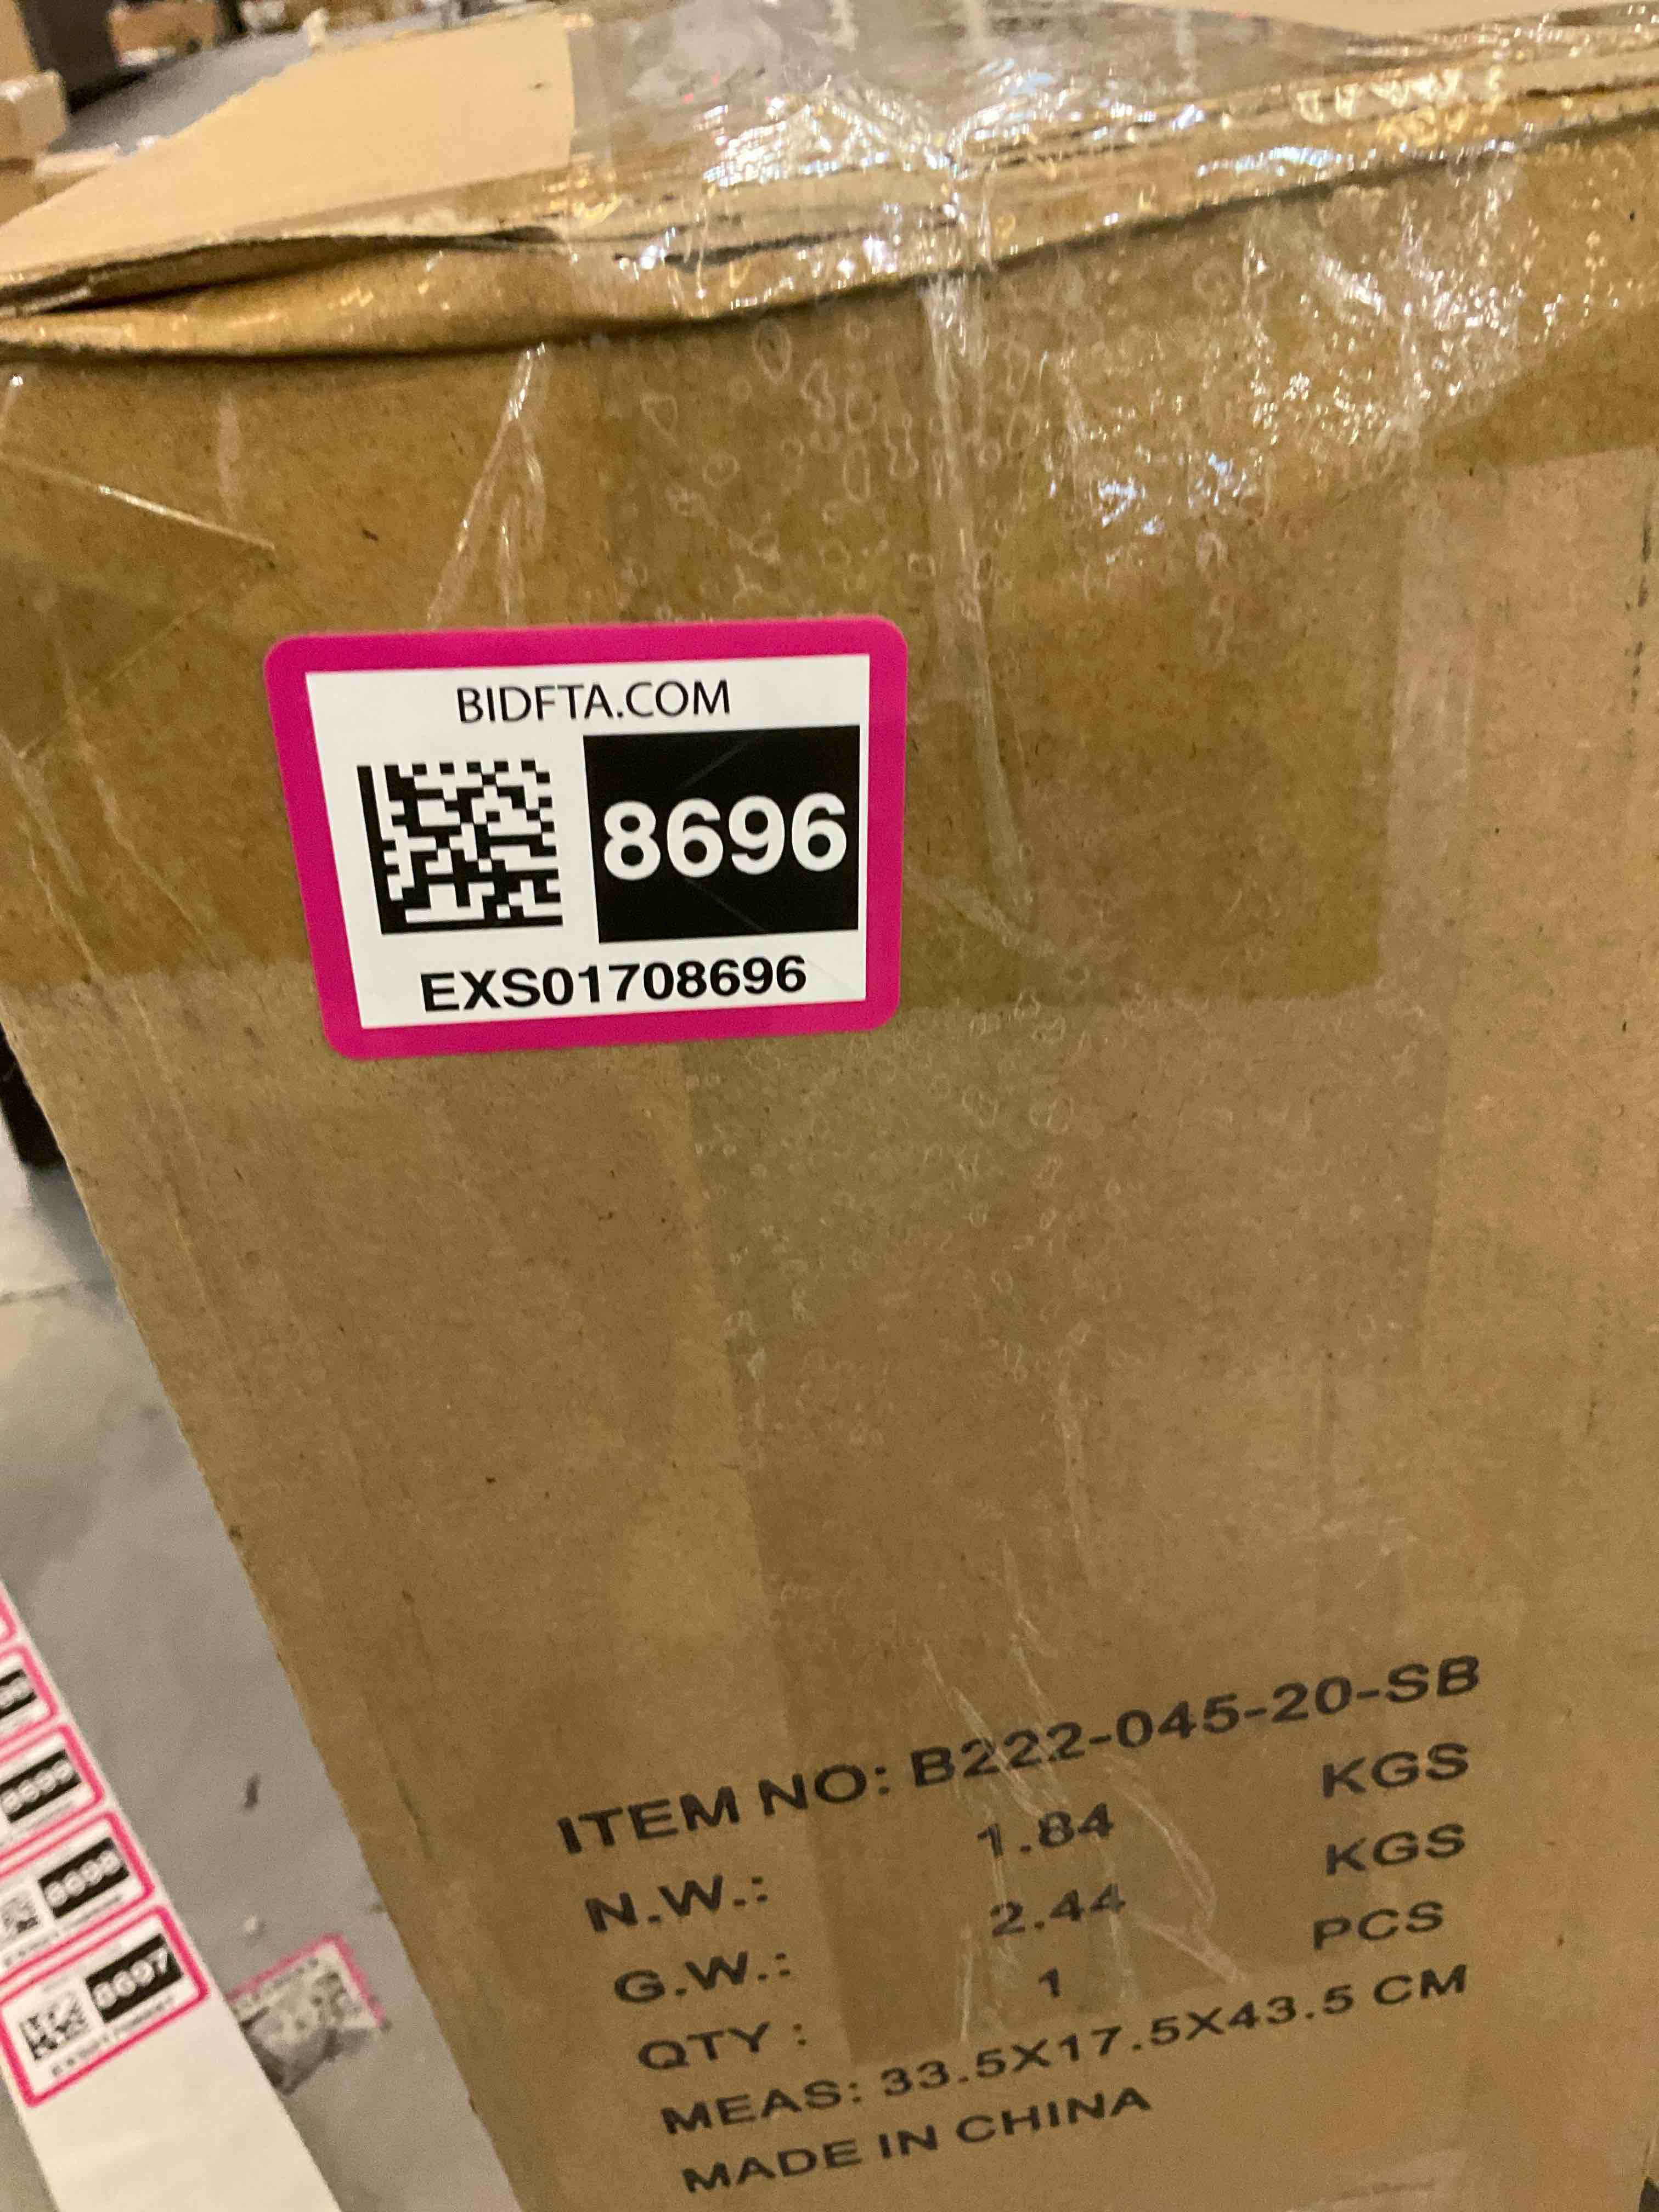 BIDFTA.COM
8696
EXS01708696
ITEM NO: B222-045-20-SB
N.W.: 1.84 KGS
G.W.: 2.44 KGS
QTY : 1 PCS
MEAS: 33.5X17.5X43.5 CM
MADE IN CHINA
8698
8697